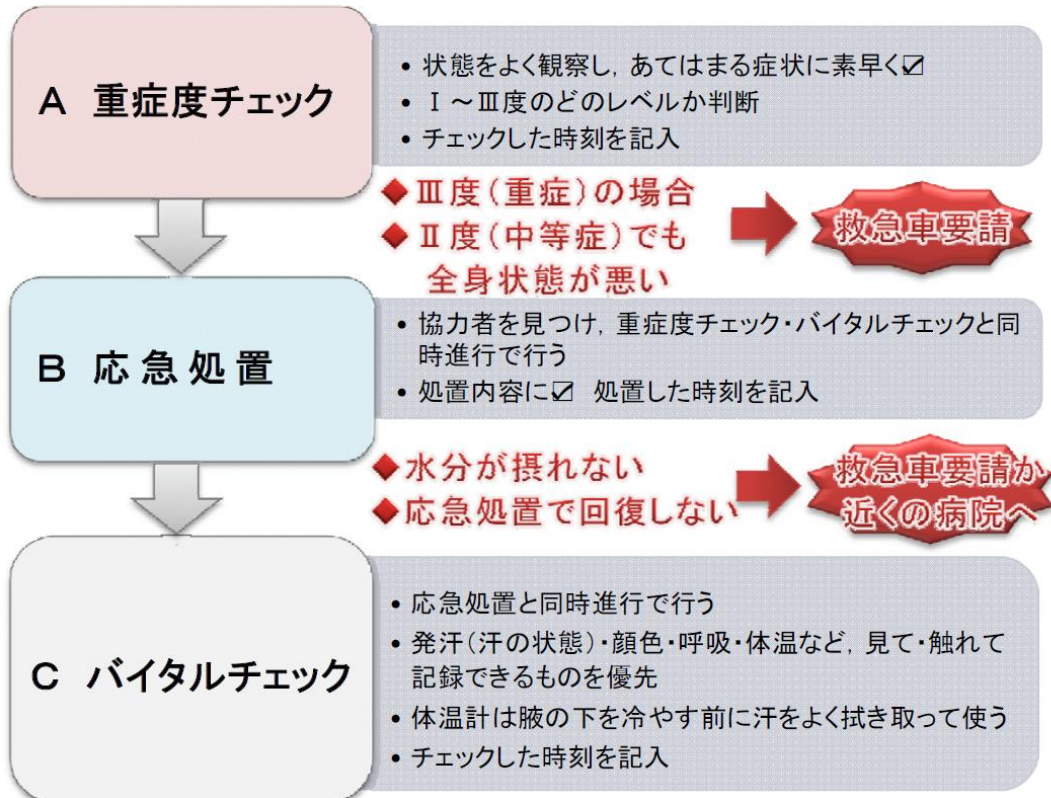 A 重症度チェック
• 状態をよく観察し, あてはまる症状に素早く☑
• Ⅰ～Ⅲ度のどのレベルか判断
• チェックした時刻を記入
◆Ⅲ度(重症)の場合
◆Ⅱ度(中等症)でも
全身状態が悪い
救急車要請
B 応急処置
• 協力者を見つけ, 重症度チェック・バイタルチェックと同
時進行で行う
• 処置内容に☑ 処置した時刻を記入
◆水分が摂れない
◆応急処置で回復しない
救急車要請か
近くの病院へ
C バイタルチェック
• 応急処置と同時進行で行う
• 発汗(汗の状態)・顔色・呼吸・体温など, 見て・触れて
記録できるものを優先
• 体温計は腋の下を冷やす前に汗をよく拭き取って使う
• チェックした時刻を記入